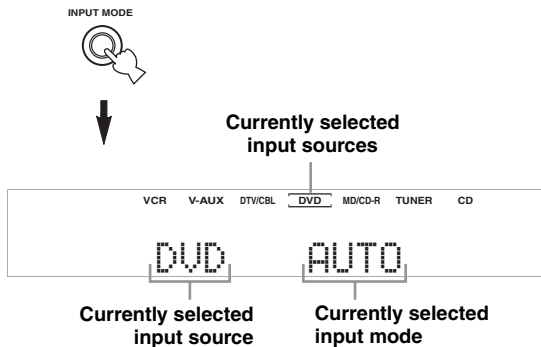 INPUT MODE
Currently selected
input sources
VCR V-AUX DTV/CBL DVD MD/CD-R TUNER CD
DVD AUTO
Currently selected
input source
Currently selected
input mode